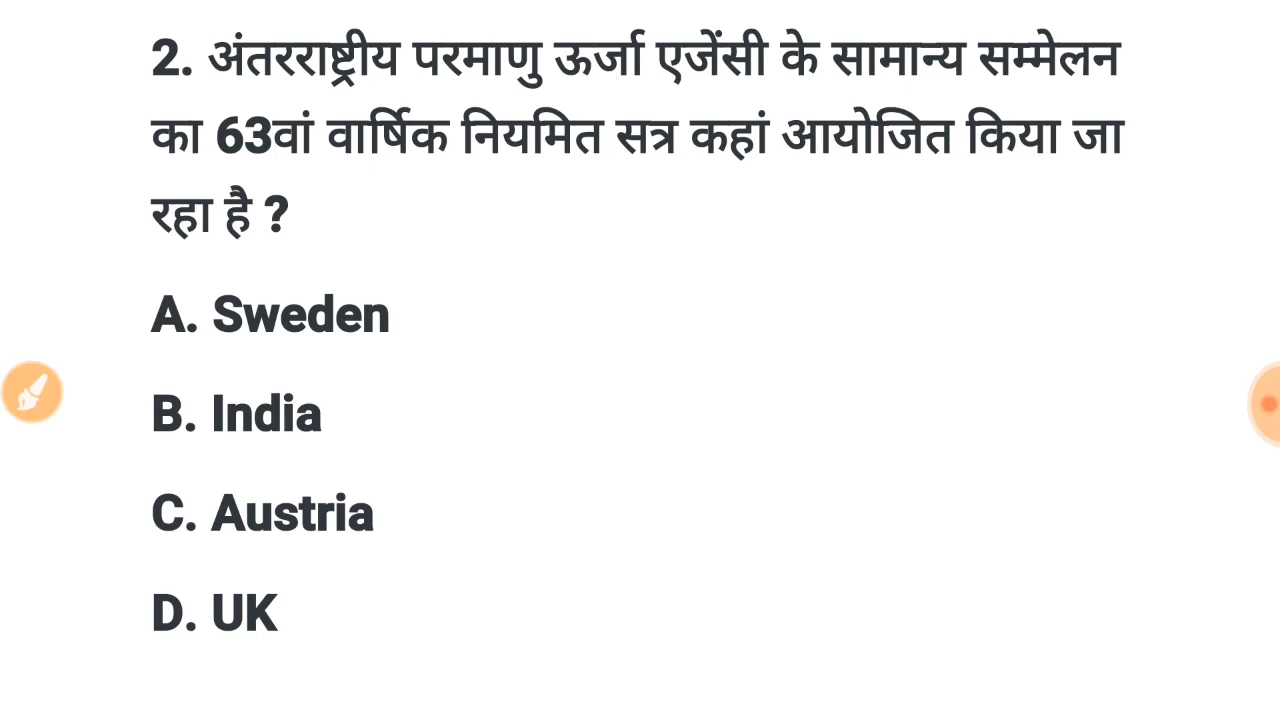 2. अंतरराष्ट्रीय परमाणु ऊर्जा एजेंसी के सामान्य सम्मेलन
का 63वां वार्षिक नियमित सत्र कहां आयोजित किया जा
रहा है ?
A. Sweden
B. India
C. Austria
D. UK